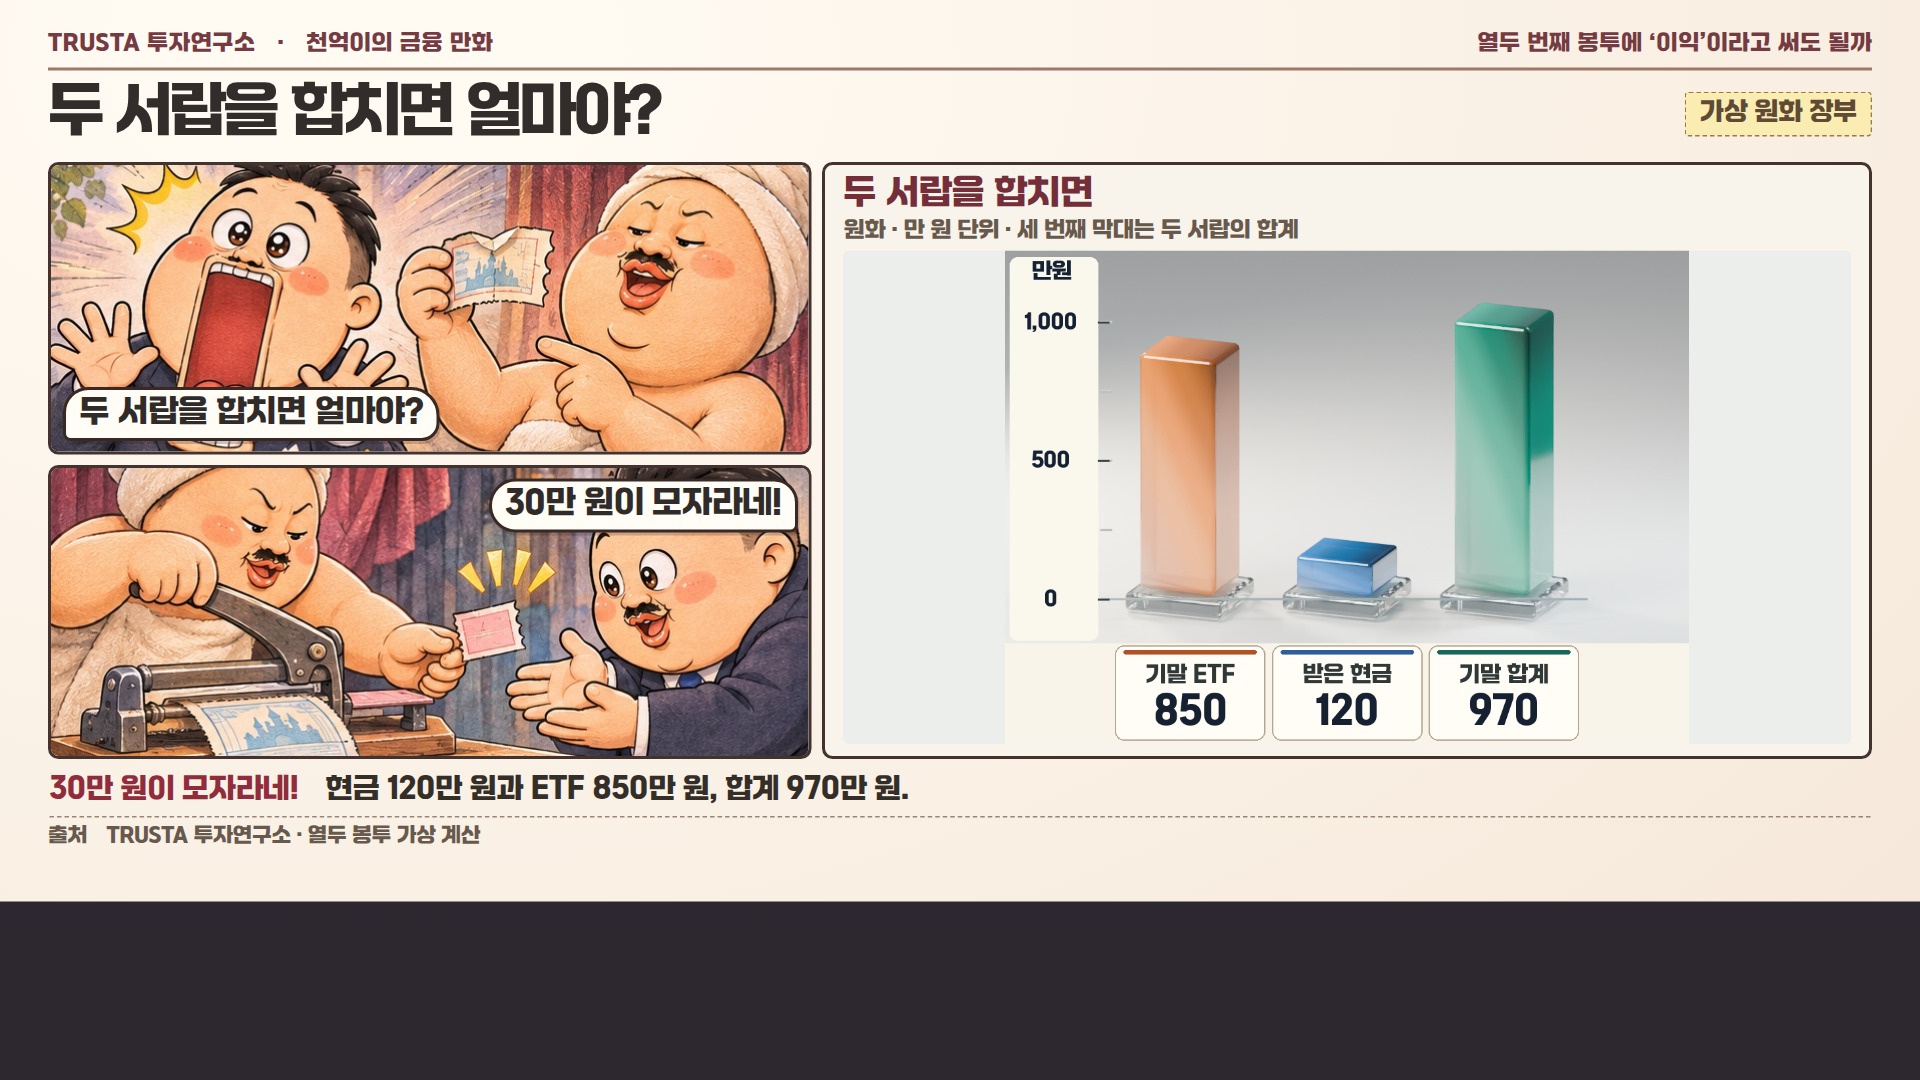 TRUSTA 투자연구소 · 천억이의 금융 만화
열두 번째 봉투에 ‘이익’이라고 써도 될까
두 서랍을 합치면 얼마야?
가상 원화 장부
두 서랍을 합치면 얼마야?
30만 원이 모자라네!
두 서랍을 합치면
원화 · 만 원 단위 · 세 번째 막대는 두 서랍의 합계
만원
1,000
500
0
기말 ETF
850
받은 현금
120
기말 합계
970
30만 원이 모자라네! 현금 120만 원과 ETF 850만 원, 합계 970만 원.
출처 TRUSTA 투자연구소 · 열두 봉투 가상 계산